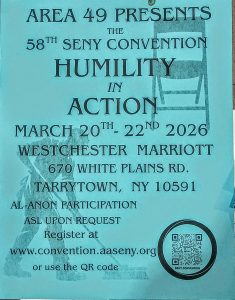 AREA 49 PRESENTS
THE
58TH SENY CONVENTION
HUMILITY
IN
ACTION
MARCH 20TH - 22ND 2026
WESTCHESTER MARRIOTT
670 WHITE PLAINS RD.
TARRYTOWN, NY 10591
AL-ANON PARTICIPATION
ASL UPON REQUEST
Register at
www.convention.aaseny.org
or use the QR code